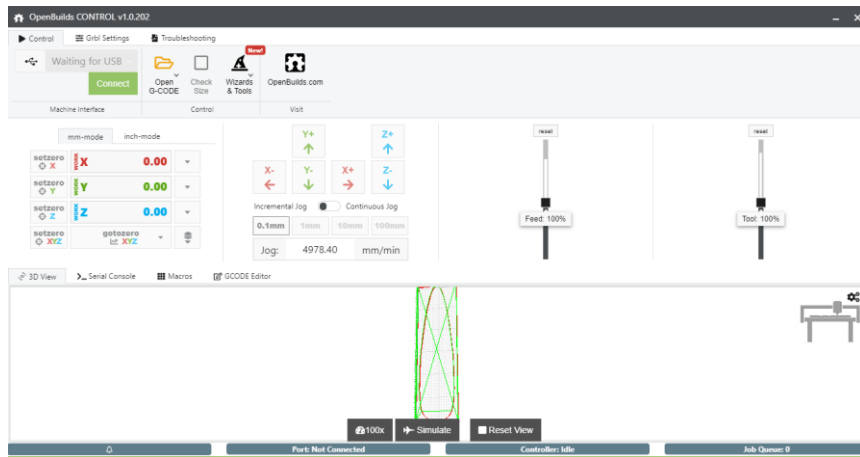 OpenBuilds CONTROL v1.0.202
Control Grbl Settings Troubleshooting
Waiting for USB
Connect
Machine Interface
Open G-CODE
Check Size
New!
Wizards & Tools
Control
OpenBuilds.com
Visit
mm-mode inch-mode
setzero X WORK X 0.00
setzero Y WORK Y 0.00
setzero Z WORK Z 0.00
setzero XYZ gotozero XYZ
Y+ Z+
X- Y- X+ Z-
Incremental Jog Continuous Jog
0.1mm 1mm 10mm 100mm
Jog: 4978.40 mm/min
reset
Feed: 100%
reset
Tool: 100%
3D View Serial Console Macros GCODE Editor
100x Simulate Reset View
Port: Not Connected Controller: Idle Job Queue: 0